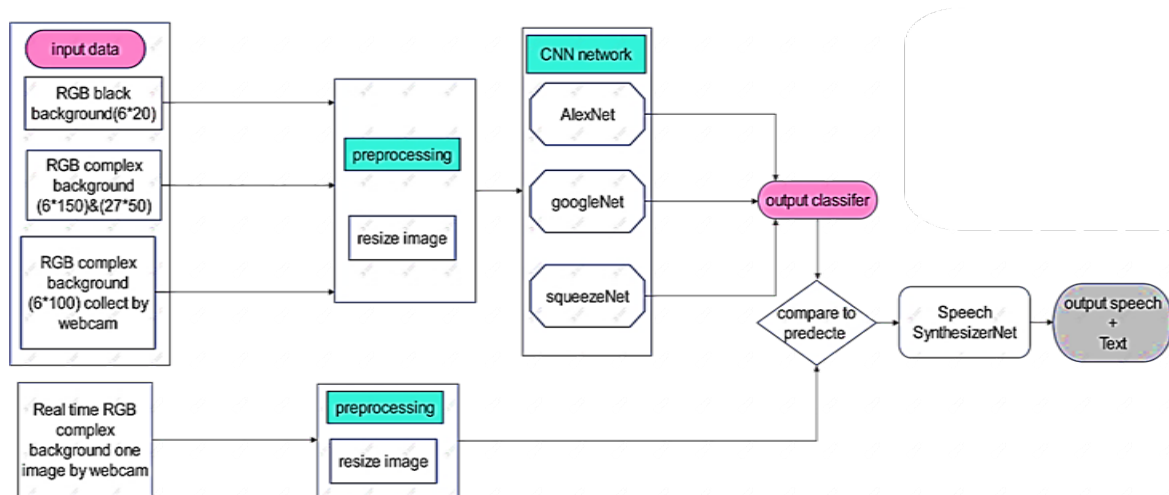 input data
RGB black
background(6*20)
RGB complex
background
(6*150)&(27*50)
RGB complex
background
(6*100) collect by
webcam
preprocessing
resize image
CNN network
AlexNet
googleNet
squeezeNet
output classifer
compare to
predecte
Speech
SynthesizerNet
output speech
+
Text
Real time RGB
complex
background one
image by webcam
preprocessing
resize image